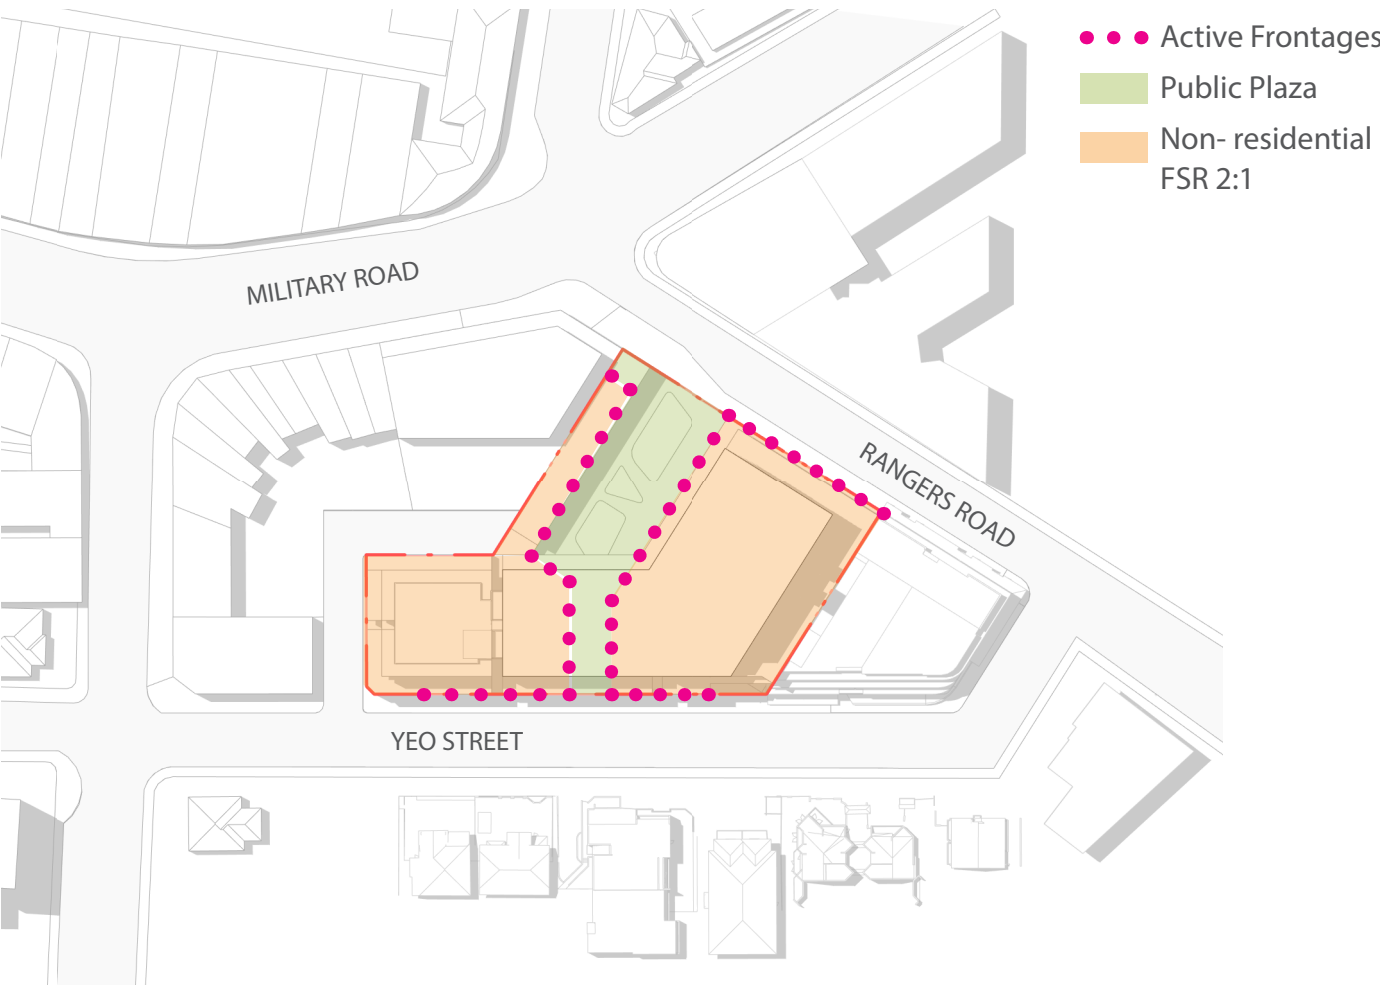 Active Frontages
Public Plaza
Non- residential
FSR 2:1
MILITARY ROAD
RANGERS ROAD
YEO STREET